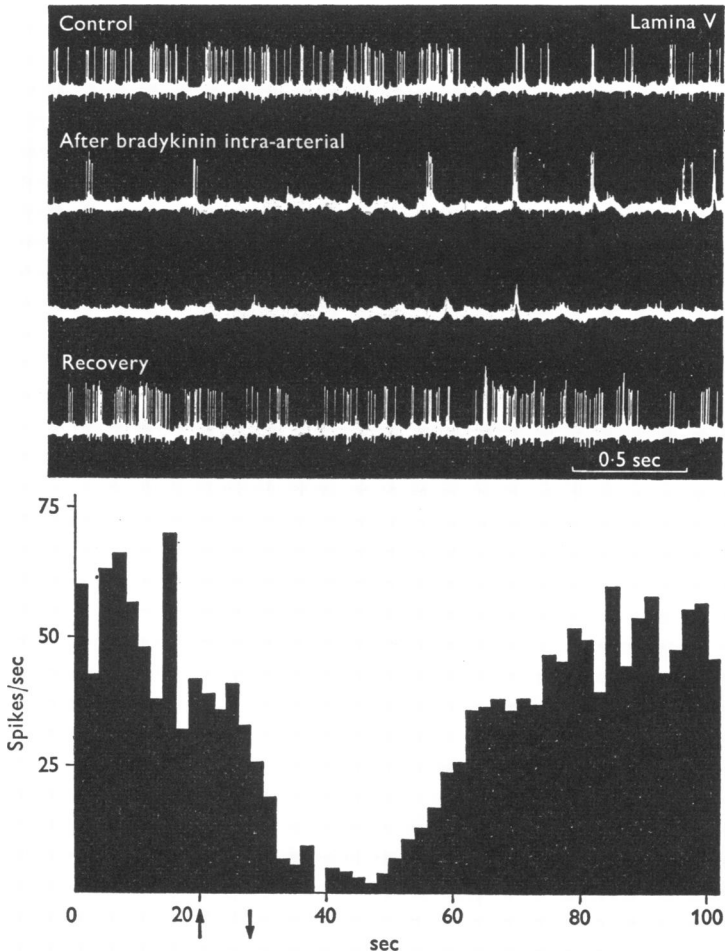 Control Lamina V
After bradykinin intra-arterial
Recovery
0·5 sec
75
50
25
Spikes/sec
0 20 40 60 80 100
sec